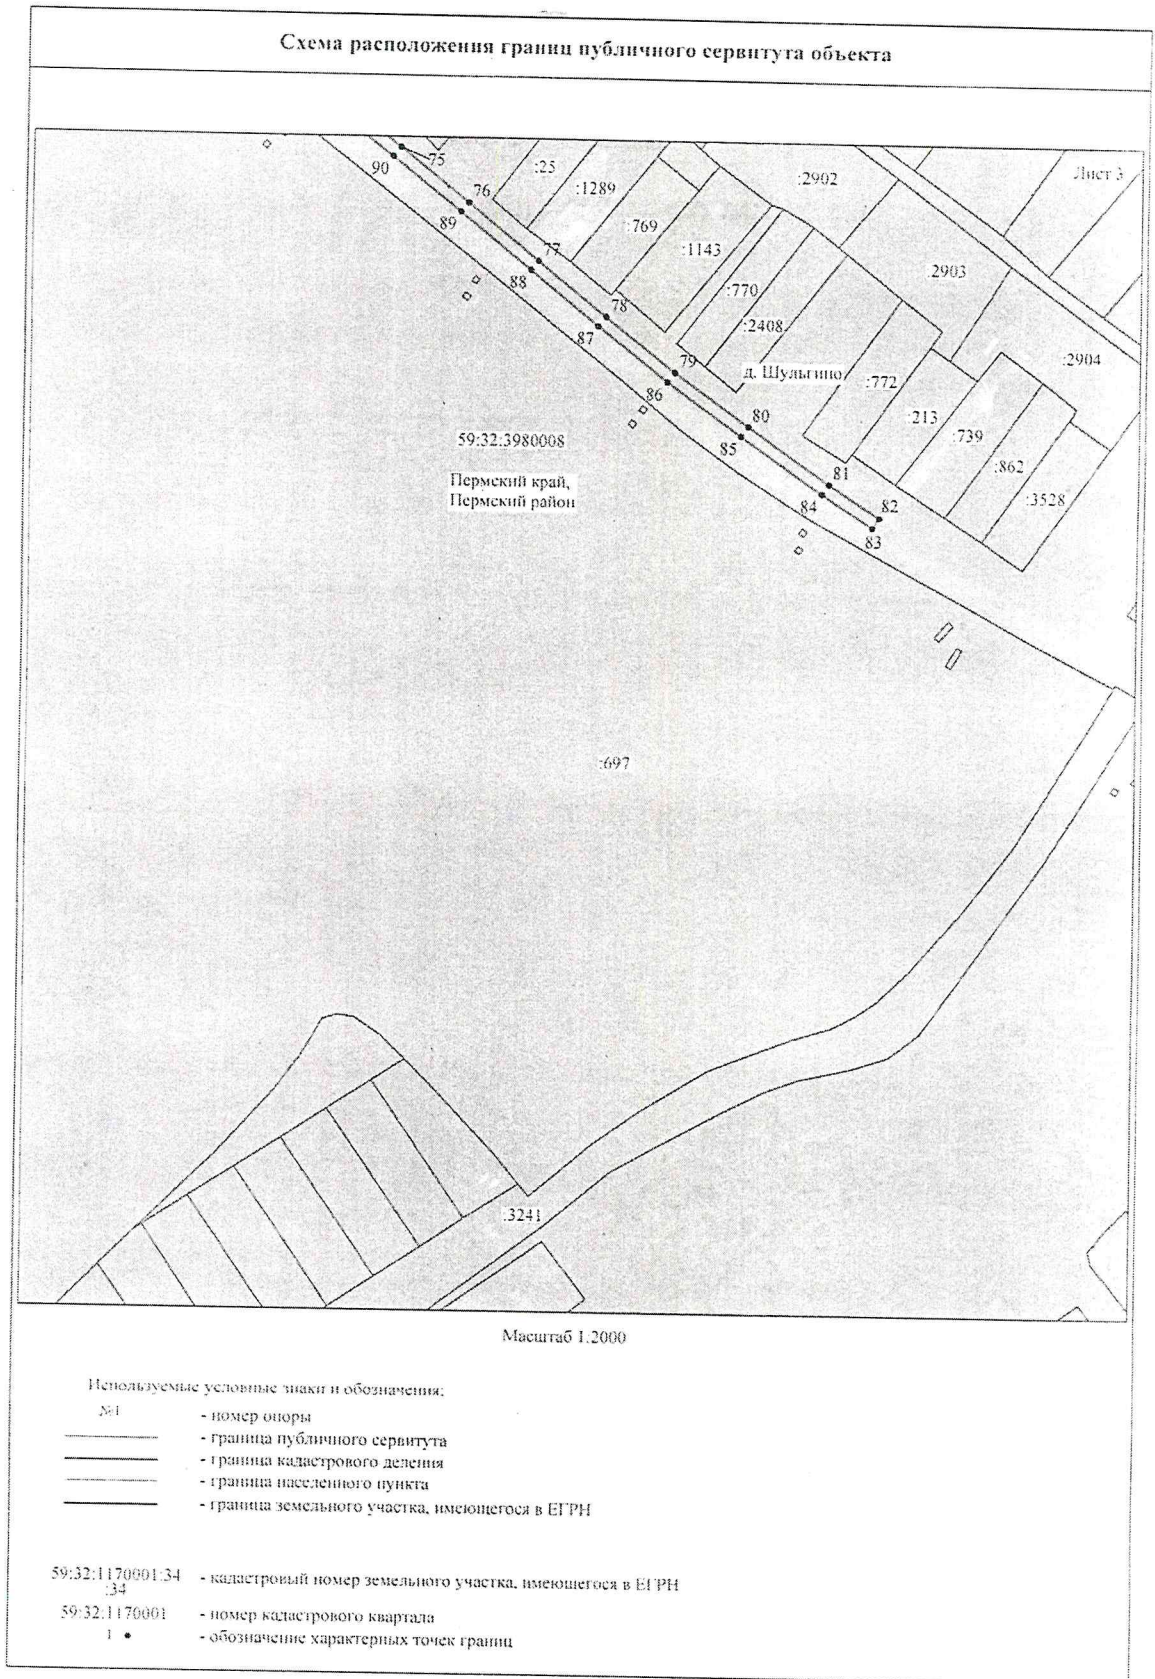 Схема расположения границ публичного сервитута объекта
Лист 3
75
90
76
89
77
88
78
87
79
86
80
85
81
84
82
83
:25
:1289
:769
:1143
:2902
:770
:2408
:2903
:2904
д. Шульгино
:772
:213
:739
:862
:3528
59:32:3980008
Пермский край,
Пермский район
:697
:3241
Масштаб 1:2000
Используемые условные знаки и обозначения:
№1 - номер опоры
- граница публичного сервитута
- граница кадастрового деления
- граница населенного пункта
- граница земельного участка, имеющегося в ЕГРН
59:32:1170001:34
:34 - кадастровый номер земельного участка, имеющегося в ЕГРН
59:32:1170001 - номер кадастрового квартала
1 - обозначение характерных точек границ